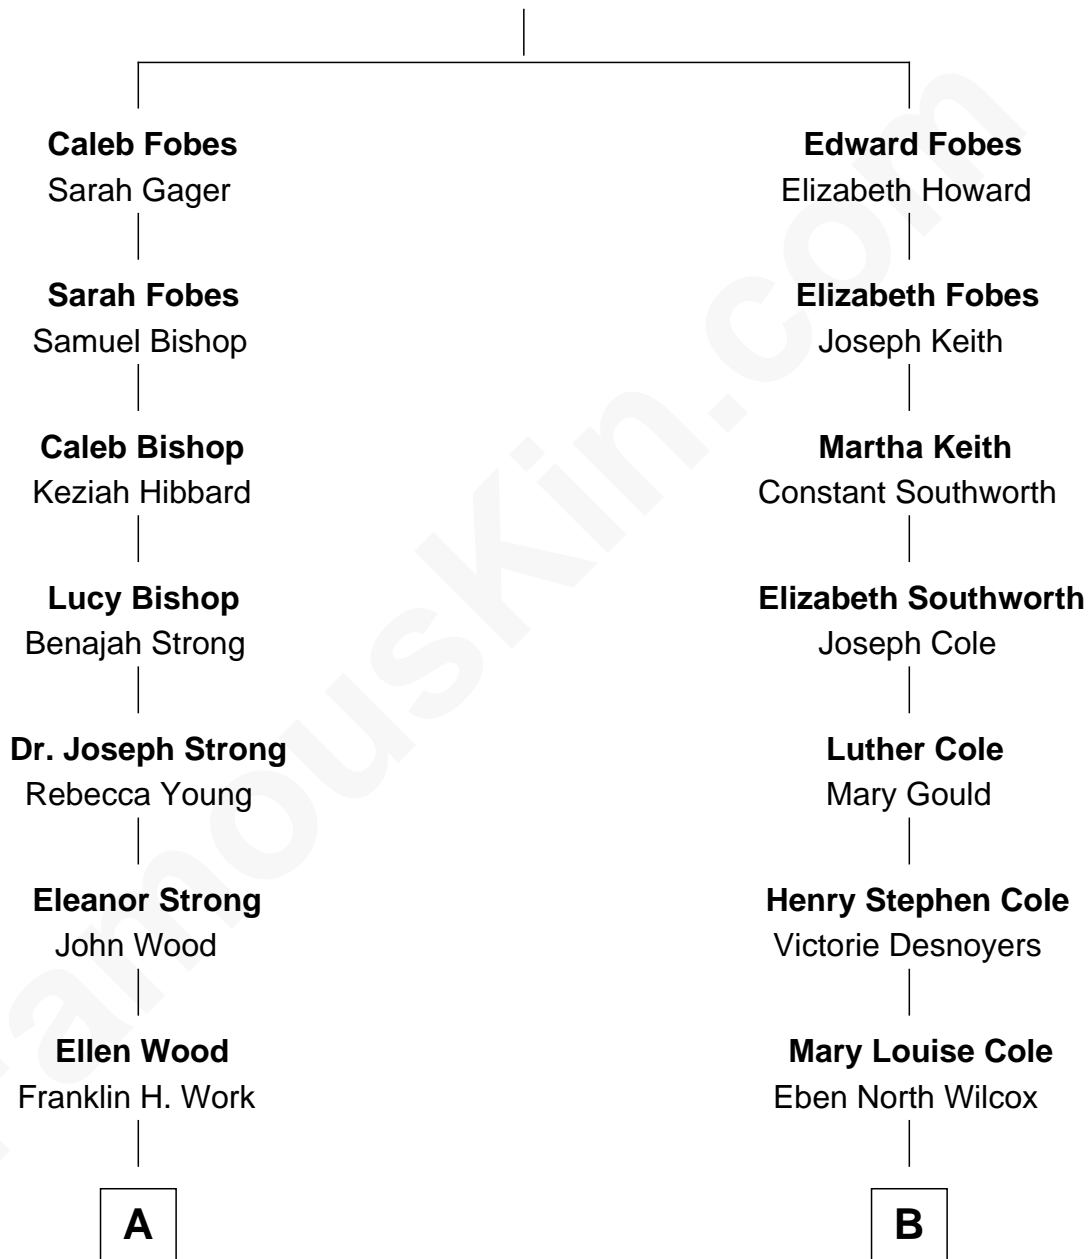 Caleb Fobes
Sarah Gager
Sarah Fobes
Samuel Bishop
Caleb Bishop
Keziah Hibbard
Lucy Bishop
Benajah Strong
Dr. Joseph Strong
Rebecca Young
Eleanor Strong
John Wood
Ellen Wood
Franklin H. Work
A
Edward Fobes
Elizabeth Howard
Elizabeth Fobes
Joseph Keith
Martha Keith
Constant Southworth
Elizabeth Southworth
Joseph Cole
Luther Cole
Mary Gould
Henry Stephen Cole
Victorie Desnoyers
Mary Louise Cole
Eben North Wilcox
B
FamousKin.com